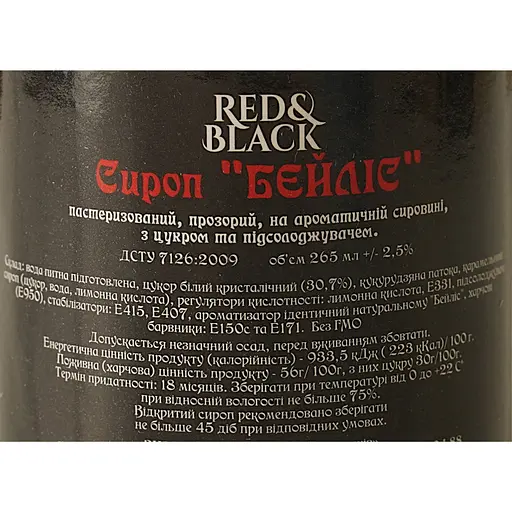 RED&
BLACK
Сироп "БЕЙЛІС"
пастеризований, прозорий, на ароматичній сировині,
з цукром та підсолоджувачем.
ДСТУ 7126:2009 об'єм 265 мл +/- 2,5%
Склад: вода питна підготовлена, цукор білий кристалічний (30,7%), кукурудзяна патока, карамельний
сироп (цукор, вода, лимонна кислота), регулятори кислотності: лимонна кислота, Е331, підсолоджувач
(Е950), стабілізатори: Е415, Е407, ароматизатор ідентичний натуральному "Бейліс", харчові
барвники: Е150с та Е171. Без ГМО
Допускається незначний осад, перед вживанням збовтати.
Енергетична цінність продукту (калорійність) - 933,5 кДж ( 223 кКал)/100г.
Поживна (харчова) цінність продукту - 56г/ 100г, з них цукру 30г/100г.
Термін придатності: 18 місяців. Зберігати при температурі від 0 до +22 С°
при відносній вологості не більше 75%.
Відкритий сироп рекомендовано зберігати
не більше 45 діб при відповідних умовах.